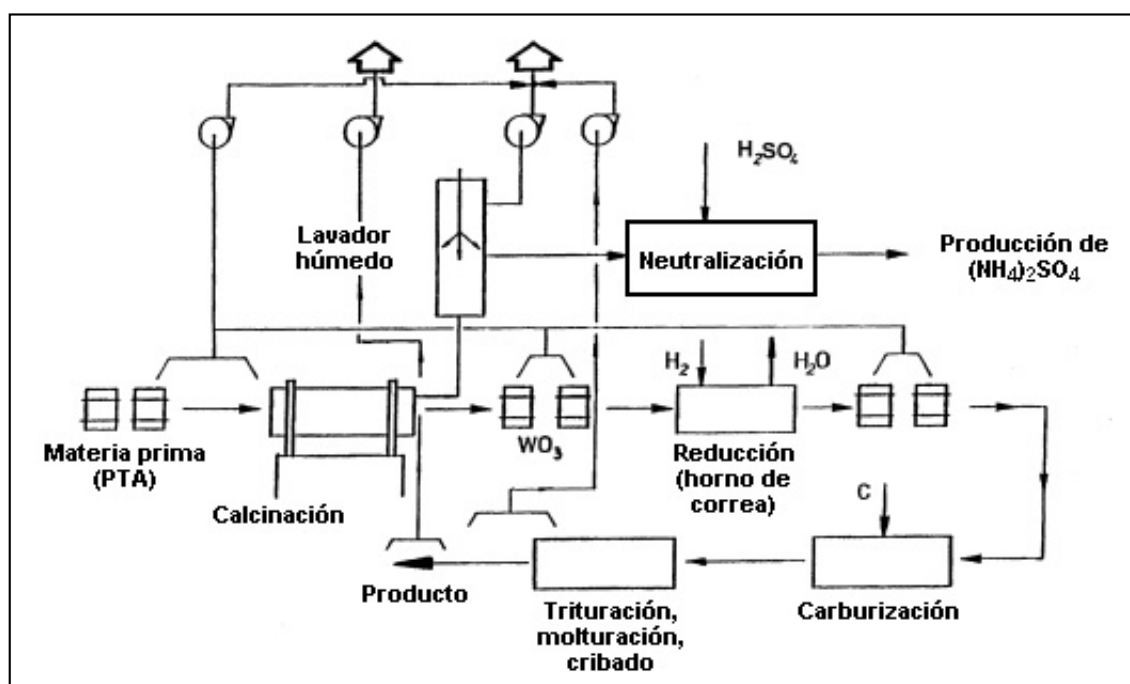 H₂SO₄
Lavador
húmedo
Neutralización
Producción de
(NH₄)₂SO₄
H₂
H₂O
Materia prima
(PTA)
Calcinación
WO₃
Reducción
(horno de
correa)
C
Producto
Trituración,
molturación,
cribado
Carburización